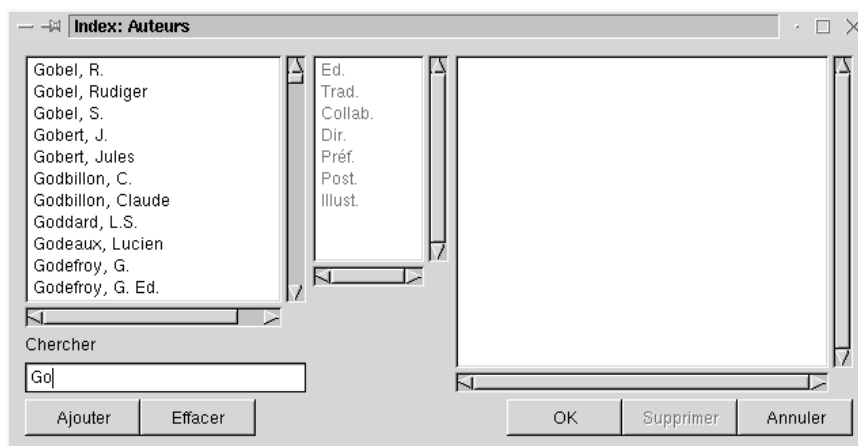 Index: Auteurs
Gobel, R.
Gobel, Rudiger
Gobel, S.
Gobert, J.
Gobert, Jules
Godbillon, C.
Godbillon, Claude
Goddard, L.S.
Godeaux, Lucien
Godefroy, G.
Godefroy, G. Ed.
Ed.
Trad.
Collab.
Dir.
Préf.
Post.
Illust.
Chercher
Go
Ajouter Effacer OK Supprimer Annuler